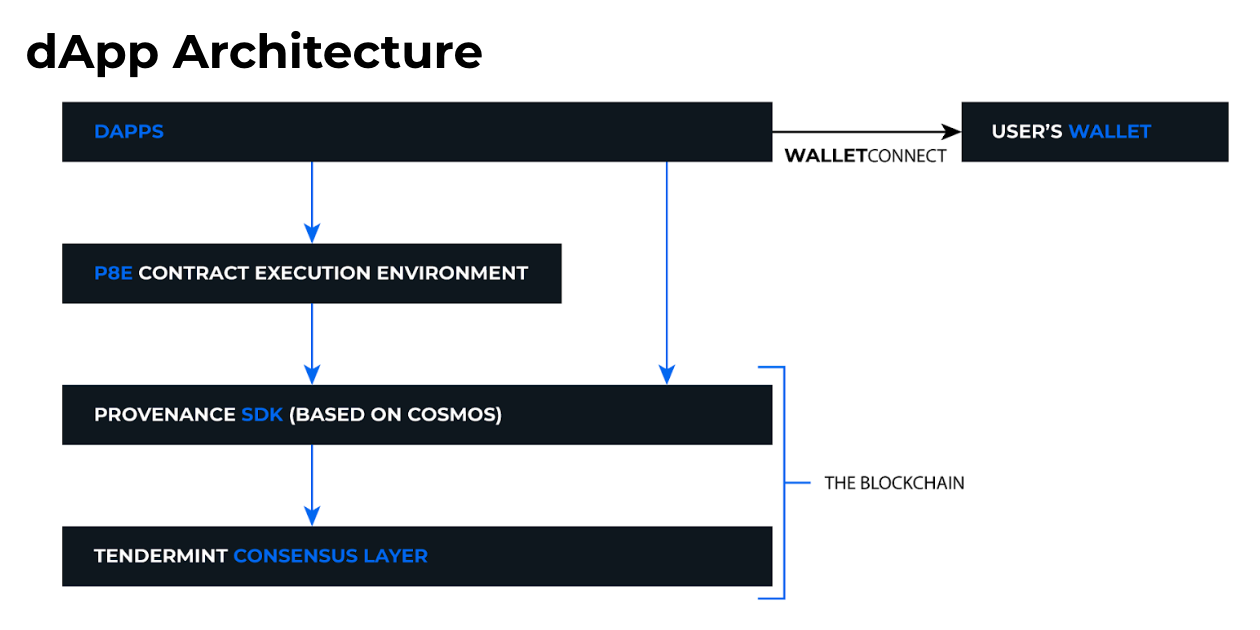 dApp Architecture
DAPPS
WALLETCONNECT
USER'S WALLET
P8E CONTRACT EXECUTION ENVIRONMENT
PROVENANCE SDK (BASED ON COSMOS)
THE BLOCKCHAIN
TENDERMINT CONSENSUS LAYER